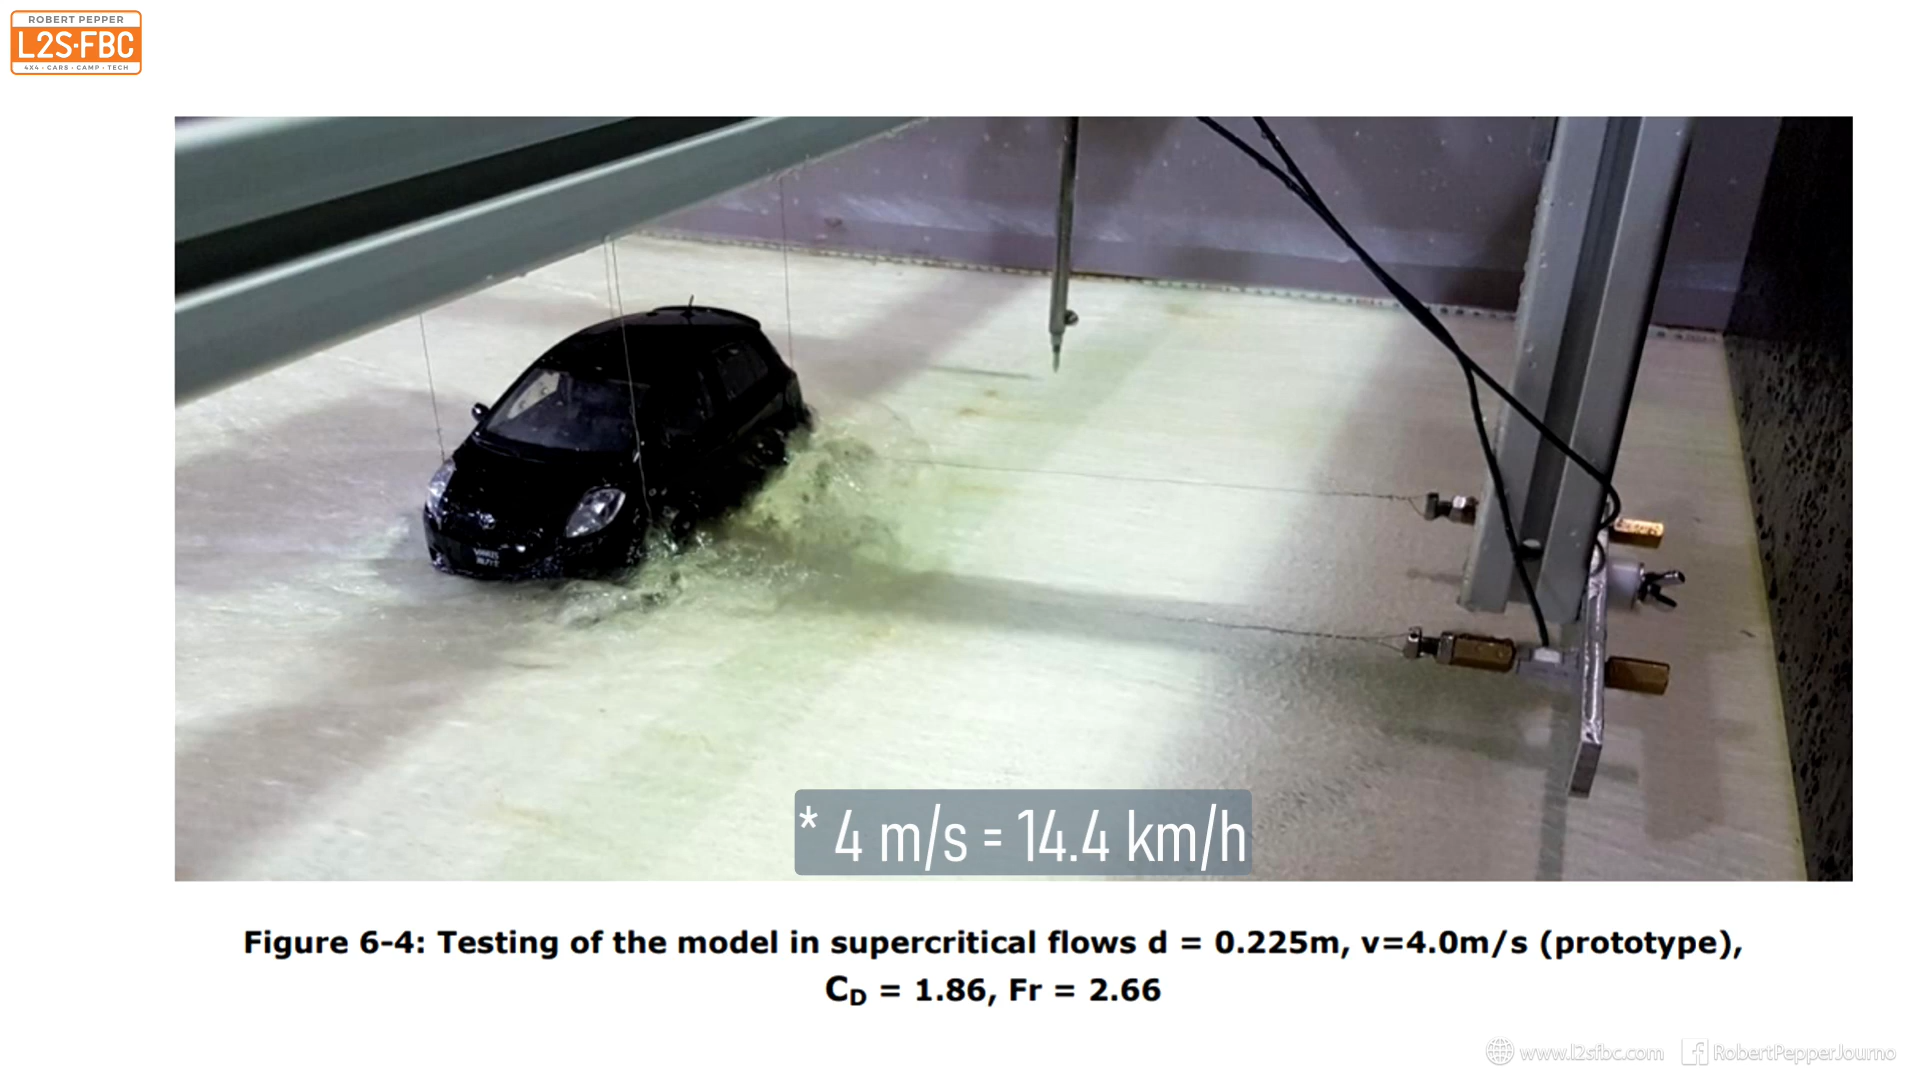 ROBERT PEPPER
L2S·FBC
4X4 · CARS · CAMP · TECH
* 4 m/s = 14.4 km/h
Figure 6-4: Testing of the model in supercritical flows d = 0.225m, v=4.0m/s (prototype),
CD = 1.86, Fr = 2.66
www.l2sfbc.com
RobertPepperJourno